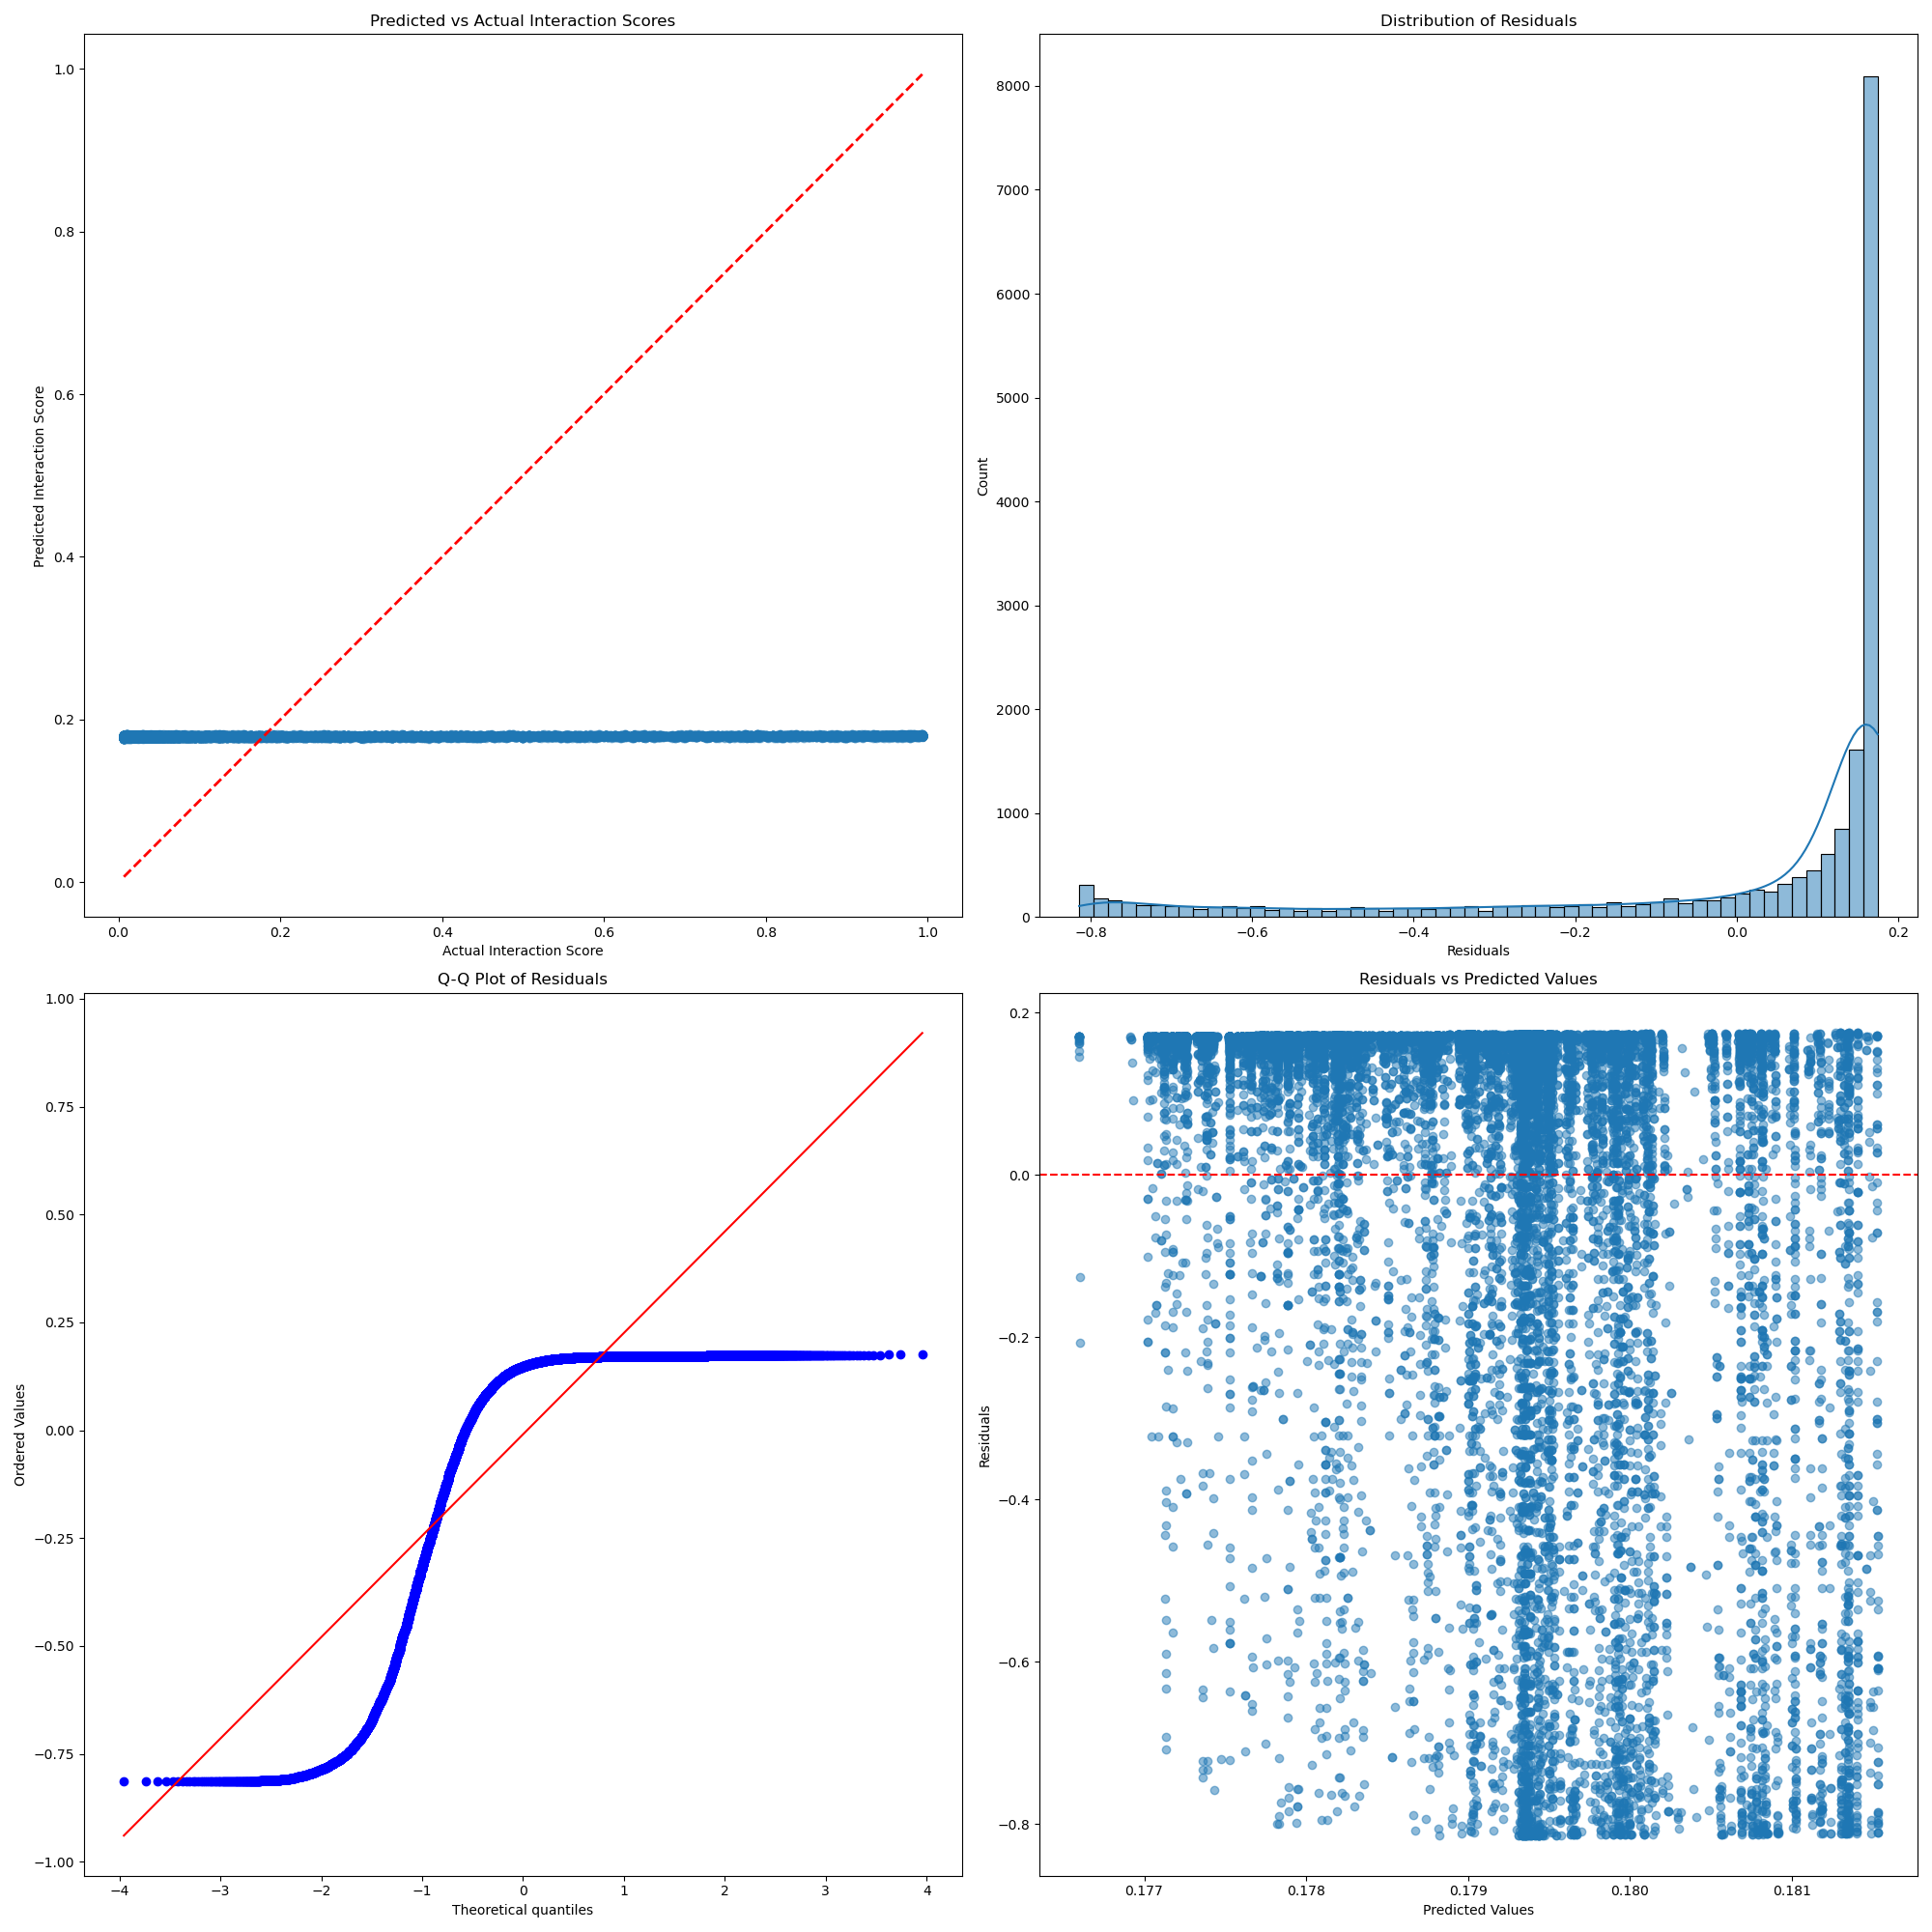 Predicted vs Actual Interaction Scores
1.0
0.8
0.6
0.4
0.2
0.0
Predicted Interaction Score
0.0 0.2 0.4 0.6 0.8 1.0
Actual Interaction Score
Distribution of Residuals
8000
7000
6000
5000
4000
3000
2000
1000
0
Count
−0.8 −0.6 −0.4 −0.2 0.0 0.2
Residuals
Q-Q Plot of Residuals
1.00
0.75
0.50
0.25
0.00
−0.25
−0.50
−0.75
−1.00
Ordered Values
−4 −3 −2 −1 0 1 2 3 4
Theoretical quantiles
Residuals vs Predicted Values
0.2
0.0
−0.2
−0.4
−0.6
−0.8
Residuals
0.177 0.178 0.179 0.180 0.181
Predicted Values